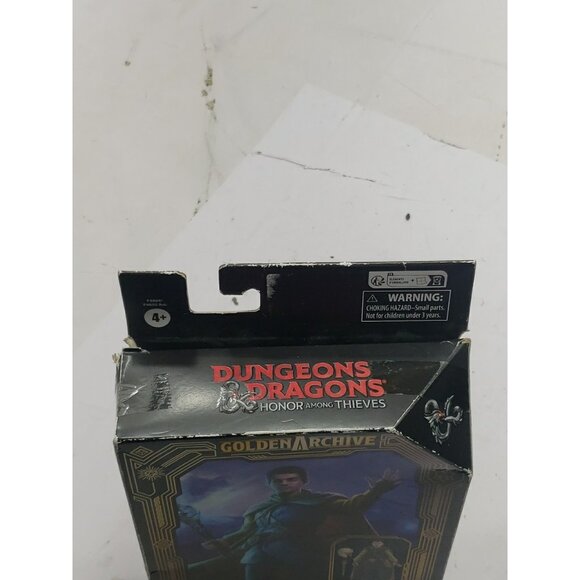 4+
⚠ WARNING:
CHOKING HAZARD–Small parts.
Not for children under 3 years.
DUNGEONS
& DRAGONS®
HONOR AMONG THIEVES
GOLDEN ARCHIVE